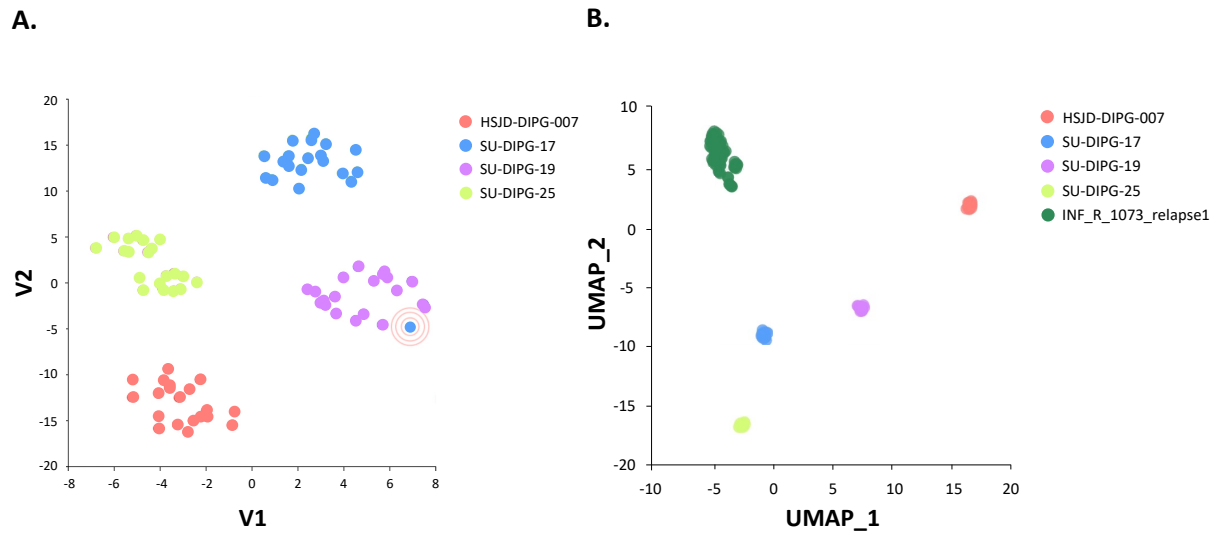 A.
B.
20
15
10
5
0
-5
-10
-15
-20
-8
-6
-4
-2
0
2
4
6
8
V2
V1
HSJD-DIPG-007
SU-DIPG-17
SU-DIPG-19
SU-DIPG-25
10
5
0
-5
-10
-15
-20
-10
-5
0
5
10
15
20
UMAP_2
UMAP_1
HSJD-DIPG-007
SU-DIPG-17
SU-DIPG-19
SU-DIPG-25
INF_R_1073_relapse1